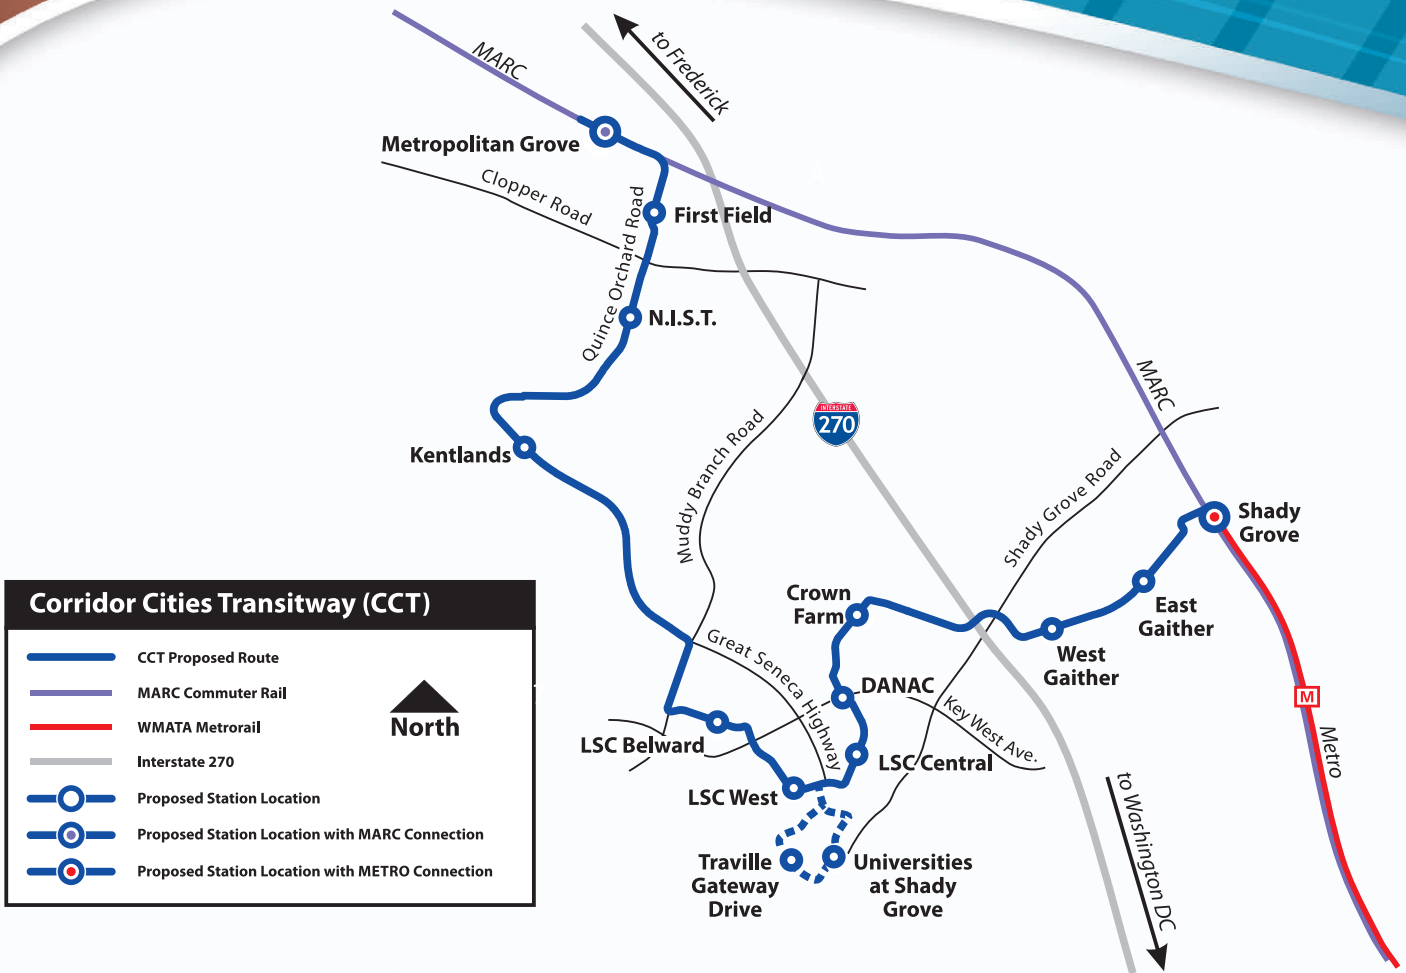 to Frederick
MARC
Metropolitan Grove
Clopper Road
Quince Orchard Road
First Field
N.I.S.T.
Kentlands
Muddy Branch Road
INTERSTATE
270
MARC
Shady Grove Road
Shady
Grove
East
Gaither
West
Gaither
Crown
Farm
Great Seneca Highway
DANAC
Key West Ave.
LSC Belward
LSC Central
LSC West
Traville
Gateway
Drive
Universities
at Shady
Grove
M
Metro
to Washington DC
Corridor Cities Transitway (CCT)
CCT Proposed Route
MARC Commuter Rail
WMATA Metrorail
Interstate 270
Proposed Station Location
Proposed Station Location with MARC Connection
Proposed Station Location with METRO Connection
North